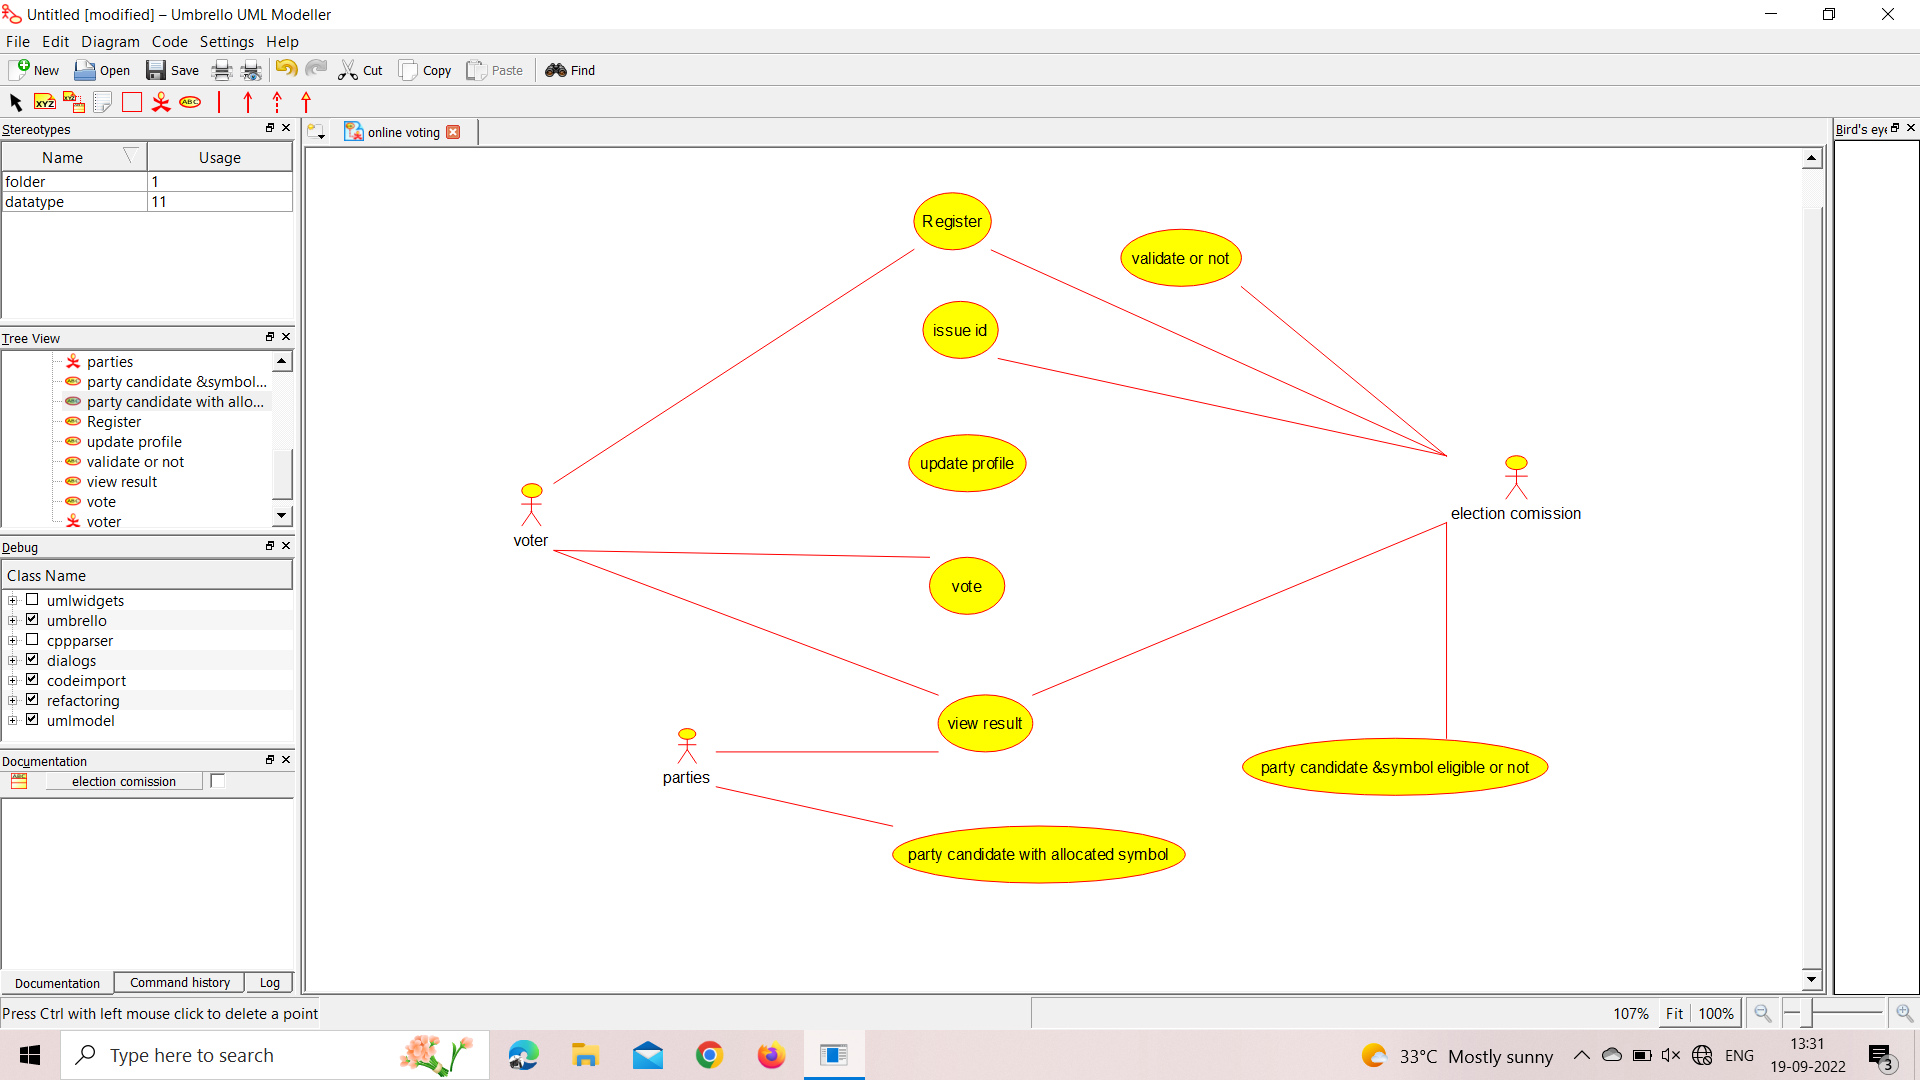 Untitled [modified] – Umbrello UML Modeller
File Edit Diagram Code Settings Help
New Open Save Cut Copy Paste Find
XYZ XYZ ABC
Stereotypes
Name Usage
folder 1
datatype 11
Tree View
parties
party candidate &symbol...
party candidate with allo...
Register
update profile
validate or not
view result
vote
voter
Debug
Class Name
umlwidgets
umbrello
cppparser
dialogs
codeimport
refactoring
umlmodel
Documentation
election comission
Documentation Command history Log
online voting
Register
validate or not
issue id
update profile
election comission
voter
vote
view result
parties
party candidate &symbol eligible or not
party candidate with allocated symbol
Bird's eye
Press Ctrl with left mouse click to delete a point
107% Fit 100%
Type here to search
33°C Mostly sunny
ENG
13:31
19-09-2022
3